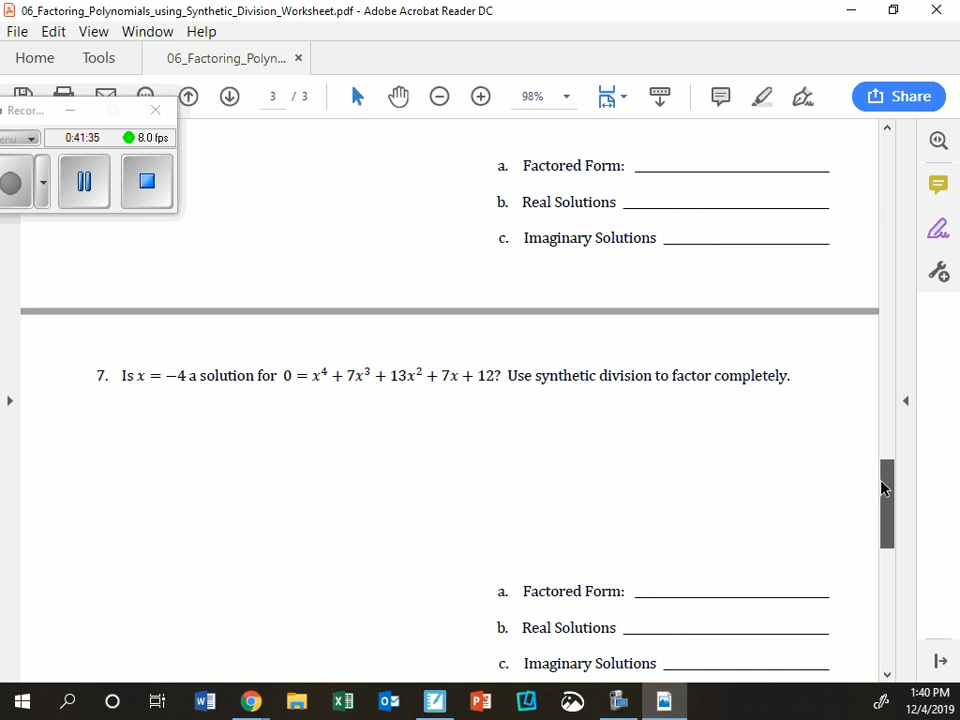 06_Factoring_Polynomials_using_Synthetic_Division_Worksheet.pdf - Adobe Acrobat Reader DC
File Edit View Window Help
Home Tools 06_Factoring_Polyn... ×
3 / 3 98% Share
Recor...
enu 0:41:35 8.0 fps
a. Factored Form: ____________
b. Real Solutions ____________
c. Imaginary Solutions ____________
7. Is x = −4 a solution for 0 = x⁴ + 7x³ + 13x² + 7x + 12? Use synthetic division to factor completely.
a. Factored Form: ____________
b. Real Solutions ____________
c. Imaginary Solutions ____________
1:40 PM
12/4/2019